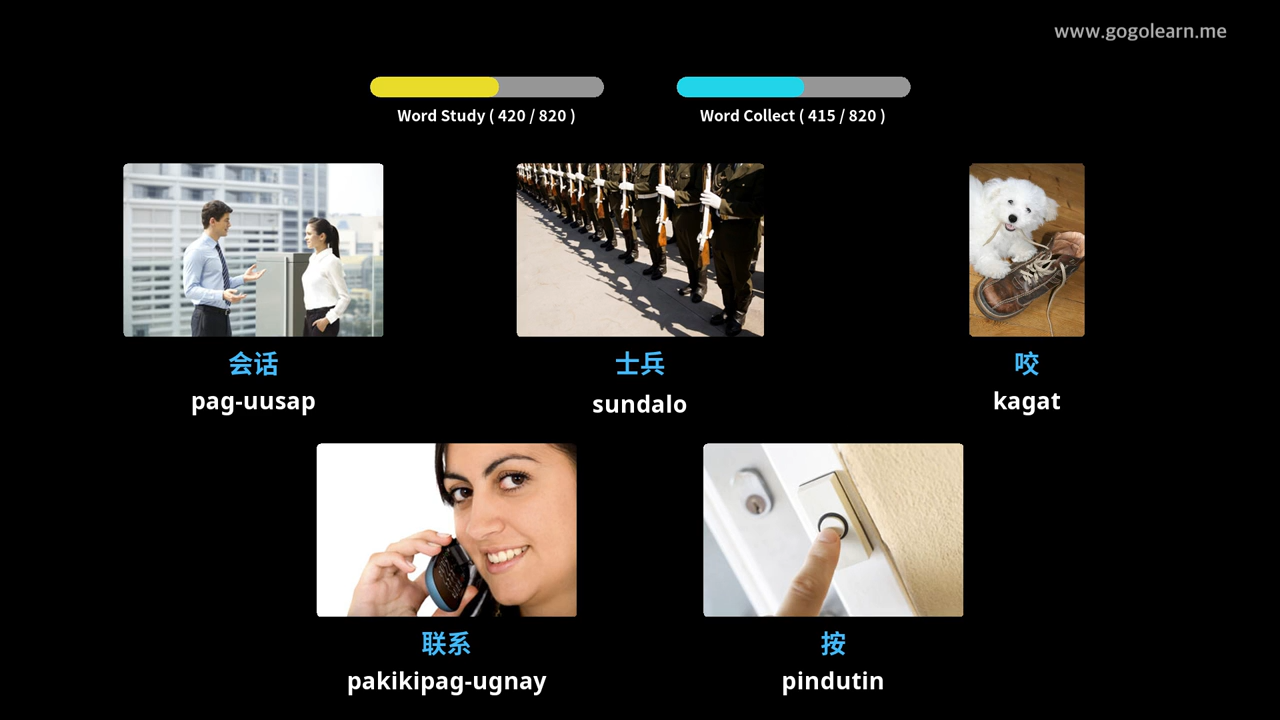 www.gogolearn.me
Word Study ( 420 / 820 )
Word Collect ( 415 / 820 )
会话
pag-uusap
士兵
sundalo
咬
kagat
联系
pakikipag-ugnay
按
pindutin